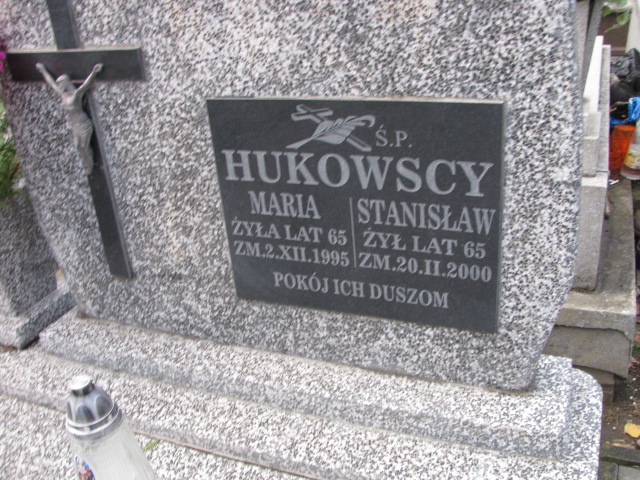 Ś.P.
HUKOWSCY
MARIA
ŻYŁA LAT 65
ZM.2.XII.1995
STANISŁAW
ŻYŁ LAT 65
ZM.20.II.2000
POKÓJ ICH DUSZOM